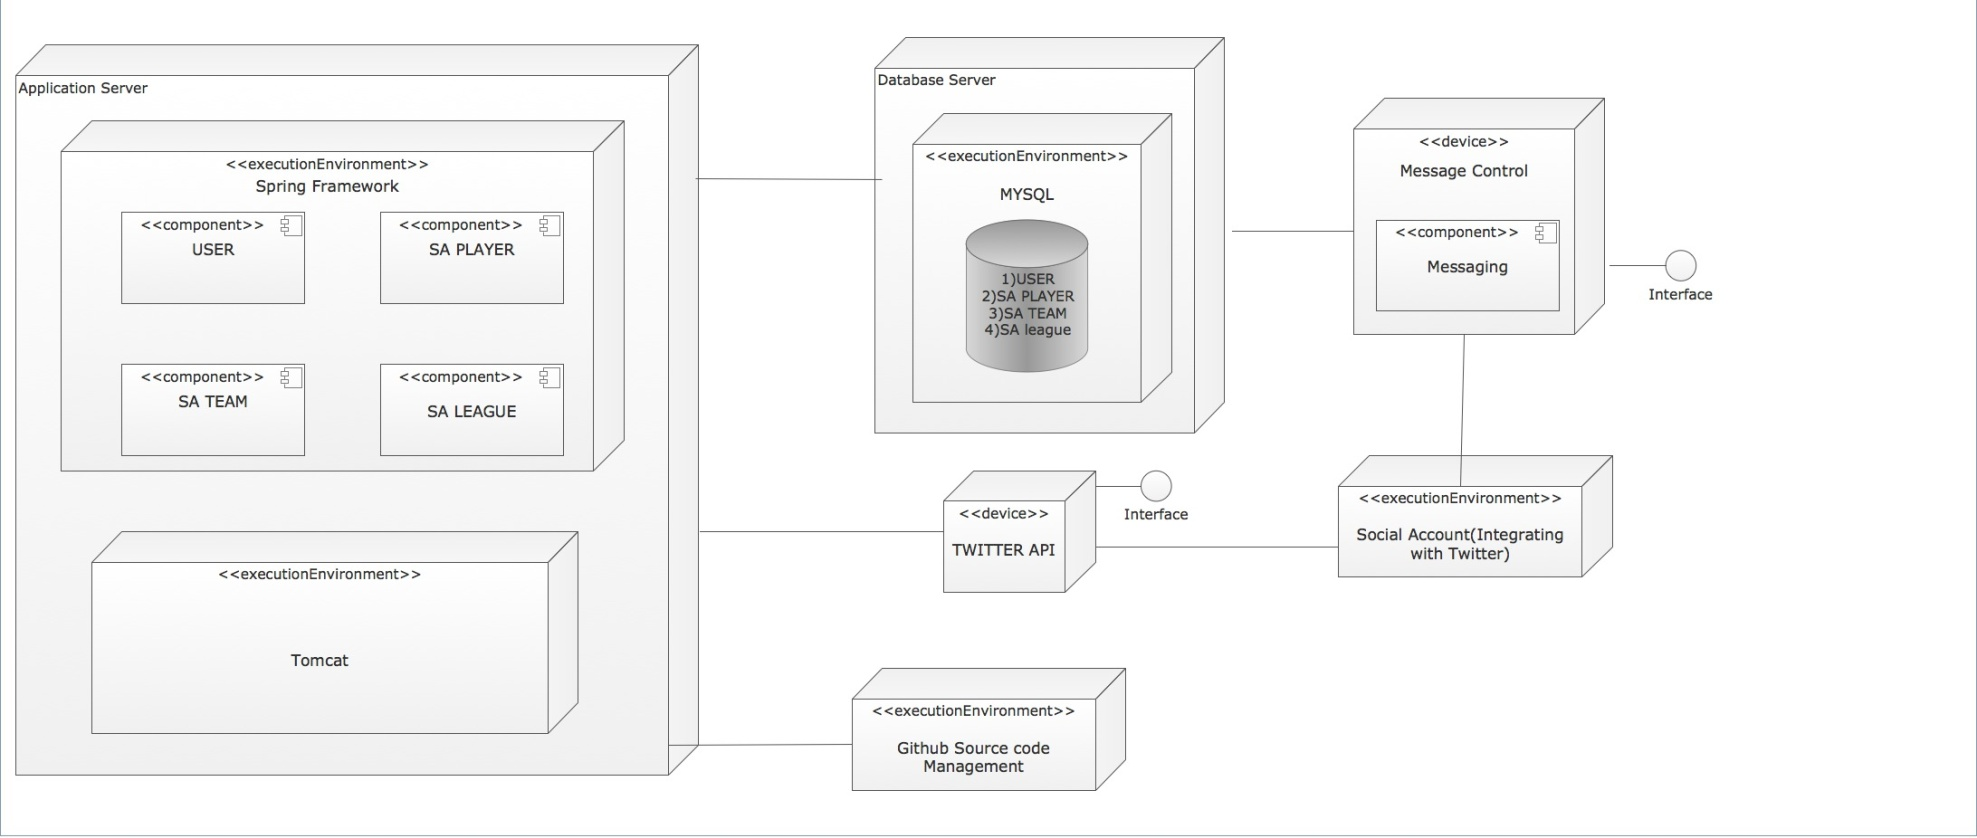 Application Server
<<executionEnvironment>>
Spring Framework
<<component>>
USER
<<component>>
SA PLAYER
<<component>>
SA TEAM
<<component>>
SA LEAGUE
<<executionEnvironment>>
Tomcat
Database Server
<<executionEnvironment>>
MYSQL
1)USER
2)SA PLAYER
3)SA TEAM
4)SA league
<<device>>
Message Control
<<component>>
Messaging
Interface
<<device>>
TWITTER API
Interface
<<executionEnvironment>>
Social Account(Integrating
with Twitter)
<<executionEnvironment>>
Github Source code
Management